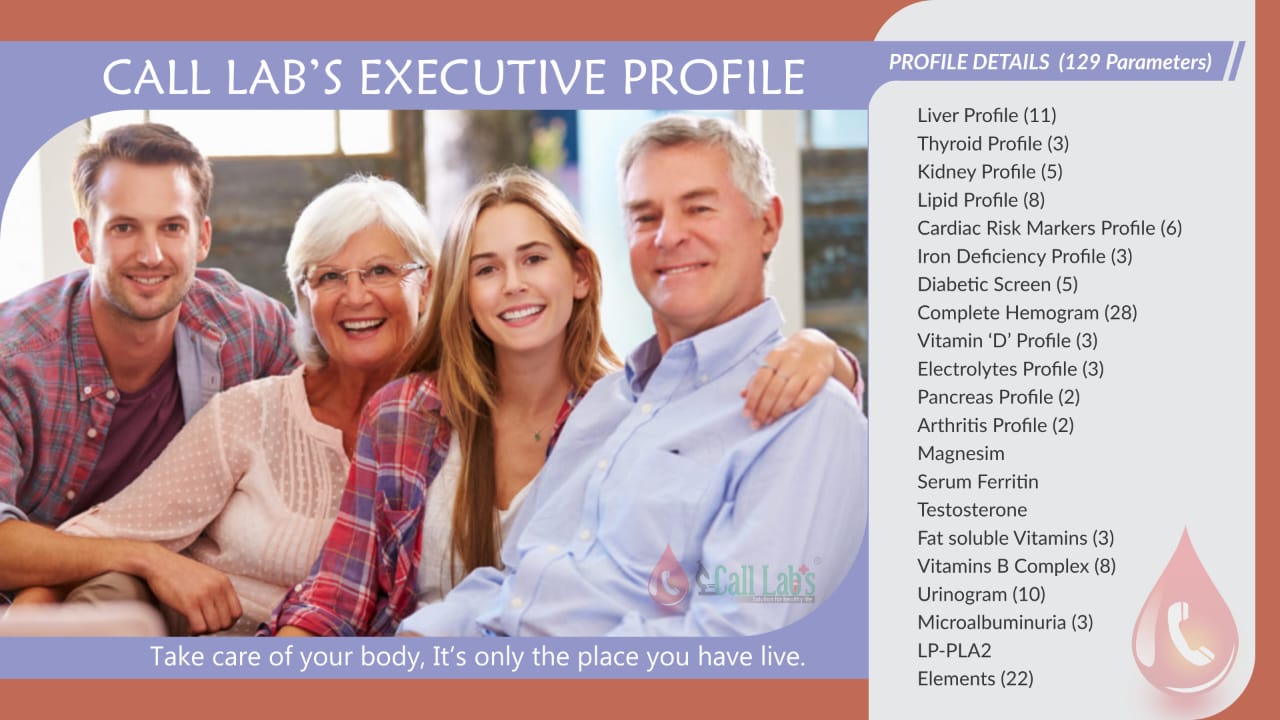 CALL LAB'S EXECUTIVE PROFILE
PROFILE DETAILS (129 Parameters)
Liver Profile (11)
Thyroid Profile (3)
Kidney Profile (5)
Lipid Profile (8)
Cardiac Risk Markers Profile (6)
Iron Deficiency Profile (3)
Diabetic Screen (5)
Complete Hemogram (28)
Vitamin ‘D’ Profile (3)
Electrolytes Profile (3)
Pancreas Profile (2)
Arthritis Profile (2)
Magnesim
Serum Ferritin
Testosterone
Fat soluble Vitamins (3)
Vitamins B Complex (8)
Urinogram (10)
Microalbuminuria (3)
LP-PLA2
Elements (22)
Call Lab's ®
Take care of your body, It's only the place you have live.